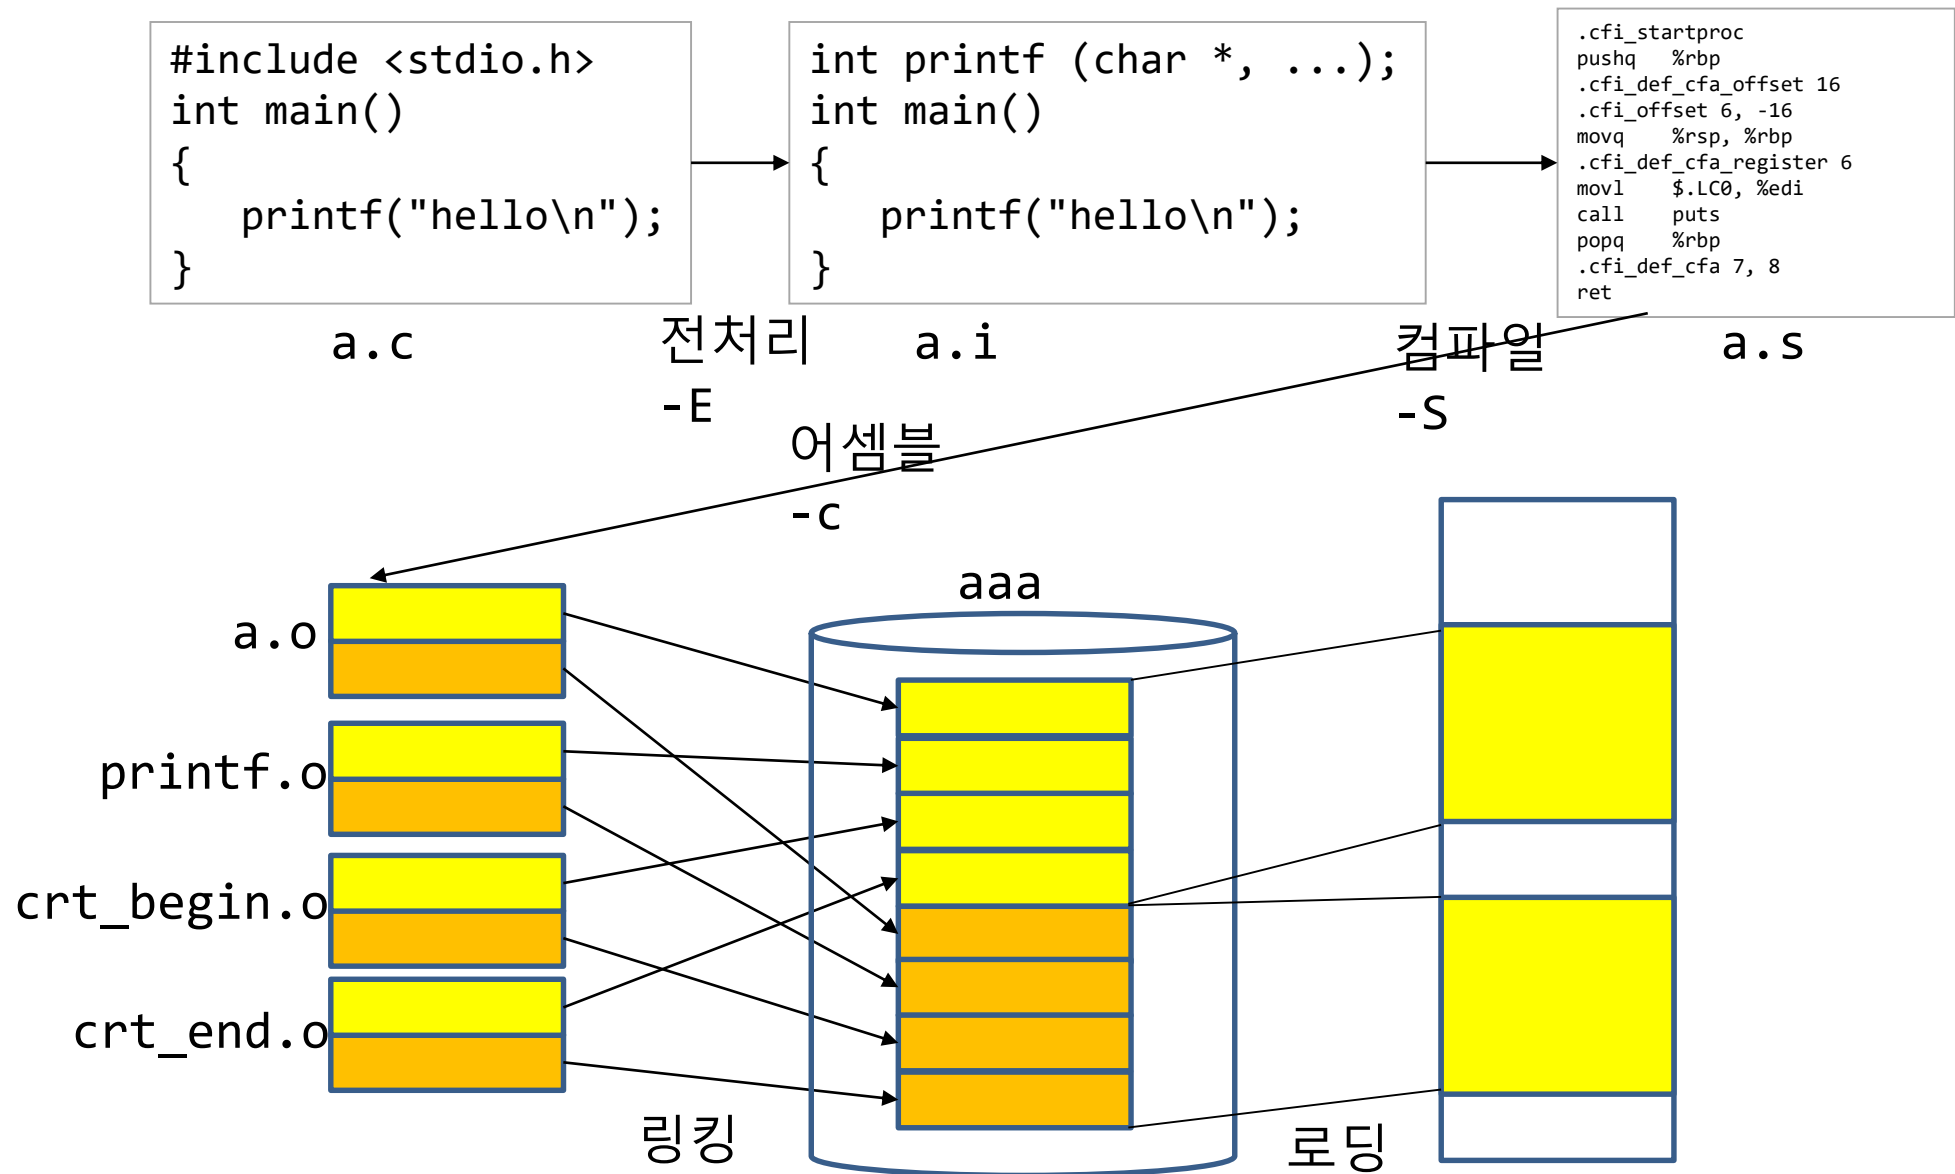 #include <stdio.h>
int main()
{
   printf("hello\n");
}
a.c
전처리
-E
int printf (char *, ...);
int main()
{
   printf("hello\n");
}
a.i
컴파일
-S
.cfi_startproc
pushq   %rbp
.cfi_def_cfa_offset 16
.cfi_offset 6, -16
movq    %rsp, %rbp
.cfi_def_cfa_register 6
movl    $.LC0, %edi
call    puts
popq    %rbp
.cfi_def_cfa 7, 8
ret
a.s
어셈블
-c
a.o
printf.o
crt_begin.o
crt_end.o
링킹
aaa
로딩